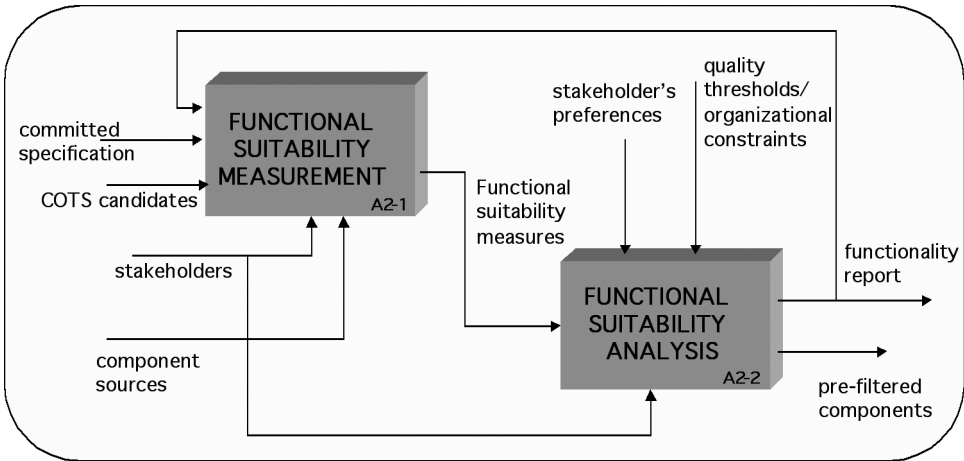 committed
specification
COTS candidates
FUNCTIONAL
SUITABILITY
MEASUREMENT
A2-1
stakeholders
component
sources
Functional
suitability
measures
stakeholder's
preferences
quality
thresholds/
organizational
constraints
FUNCTIONAL
SUITABILITY
ANALYSIS
A2-2
functionality
report
pre-filtered
components